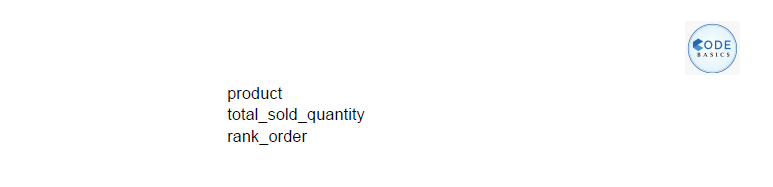 CODE
BASICS
product
total_sold_quantity
rank_order